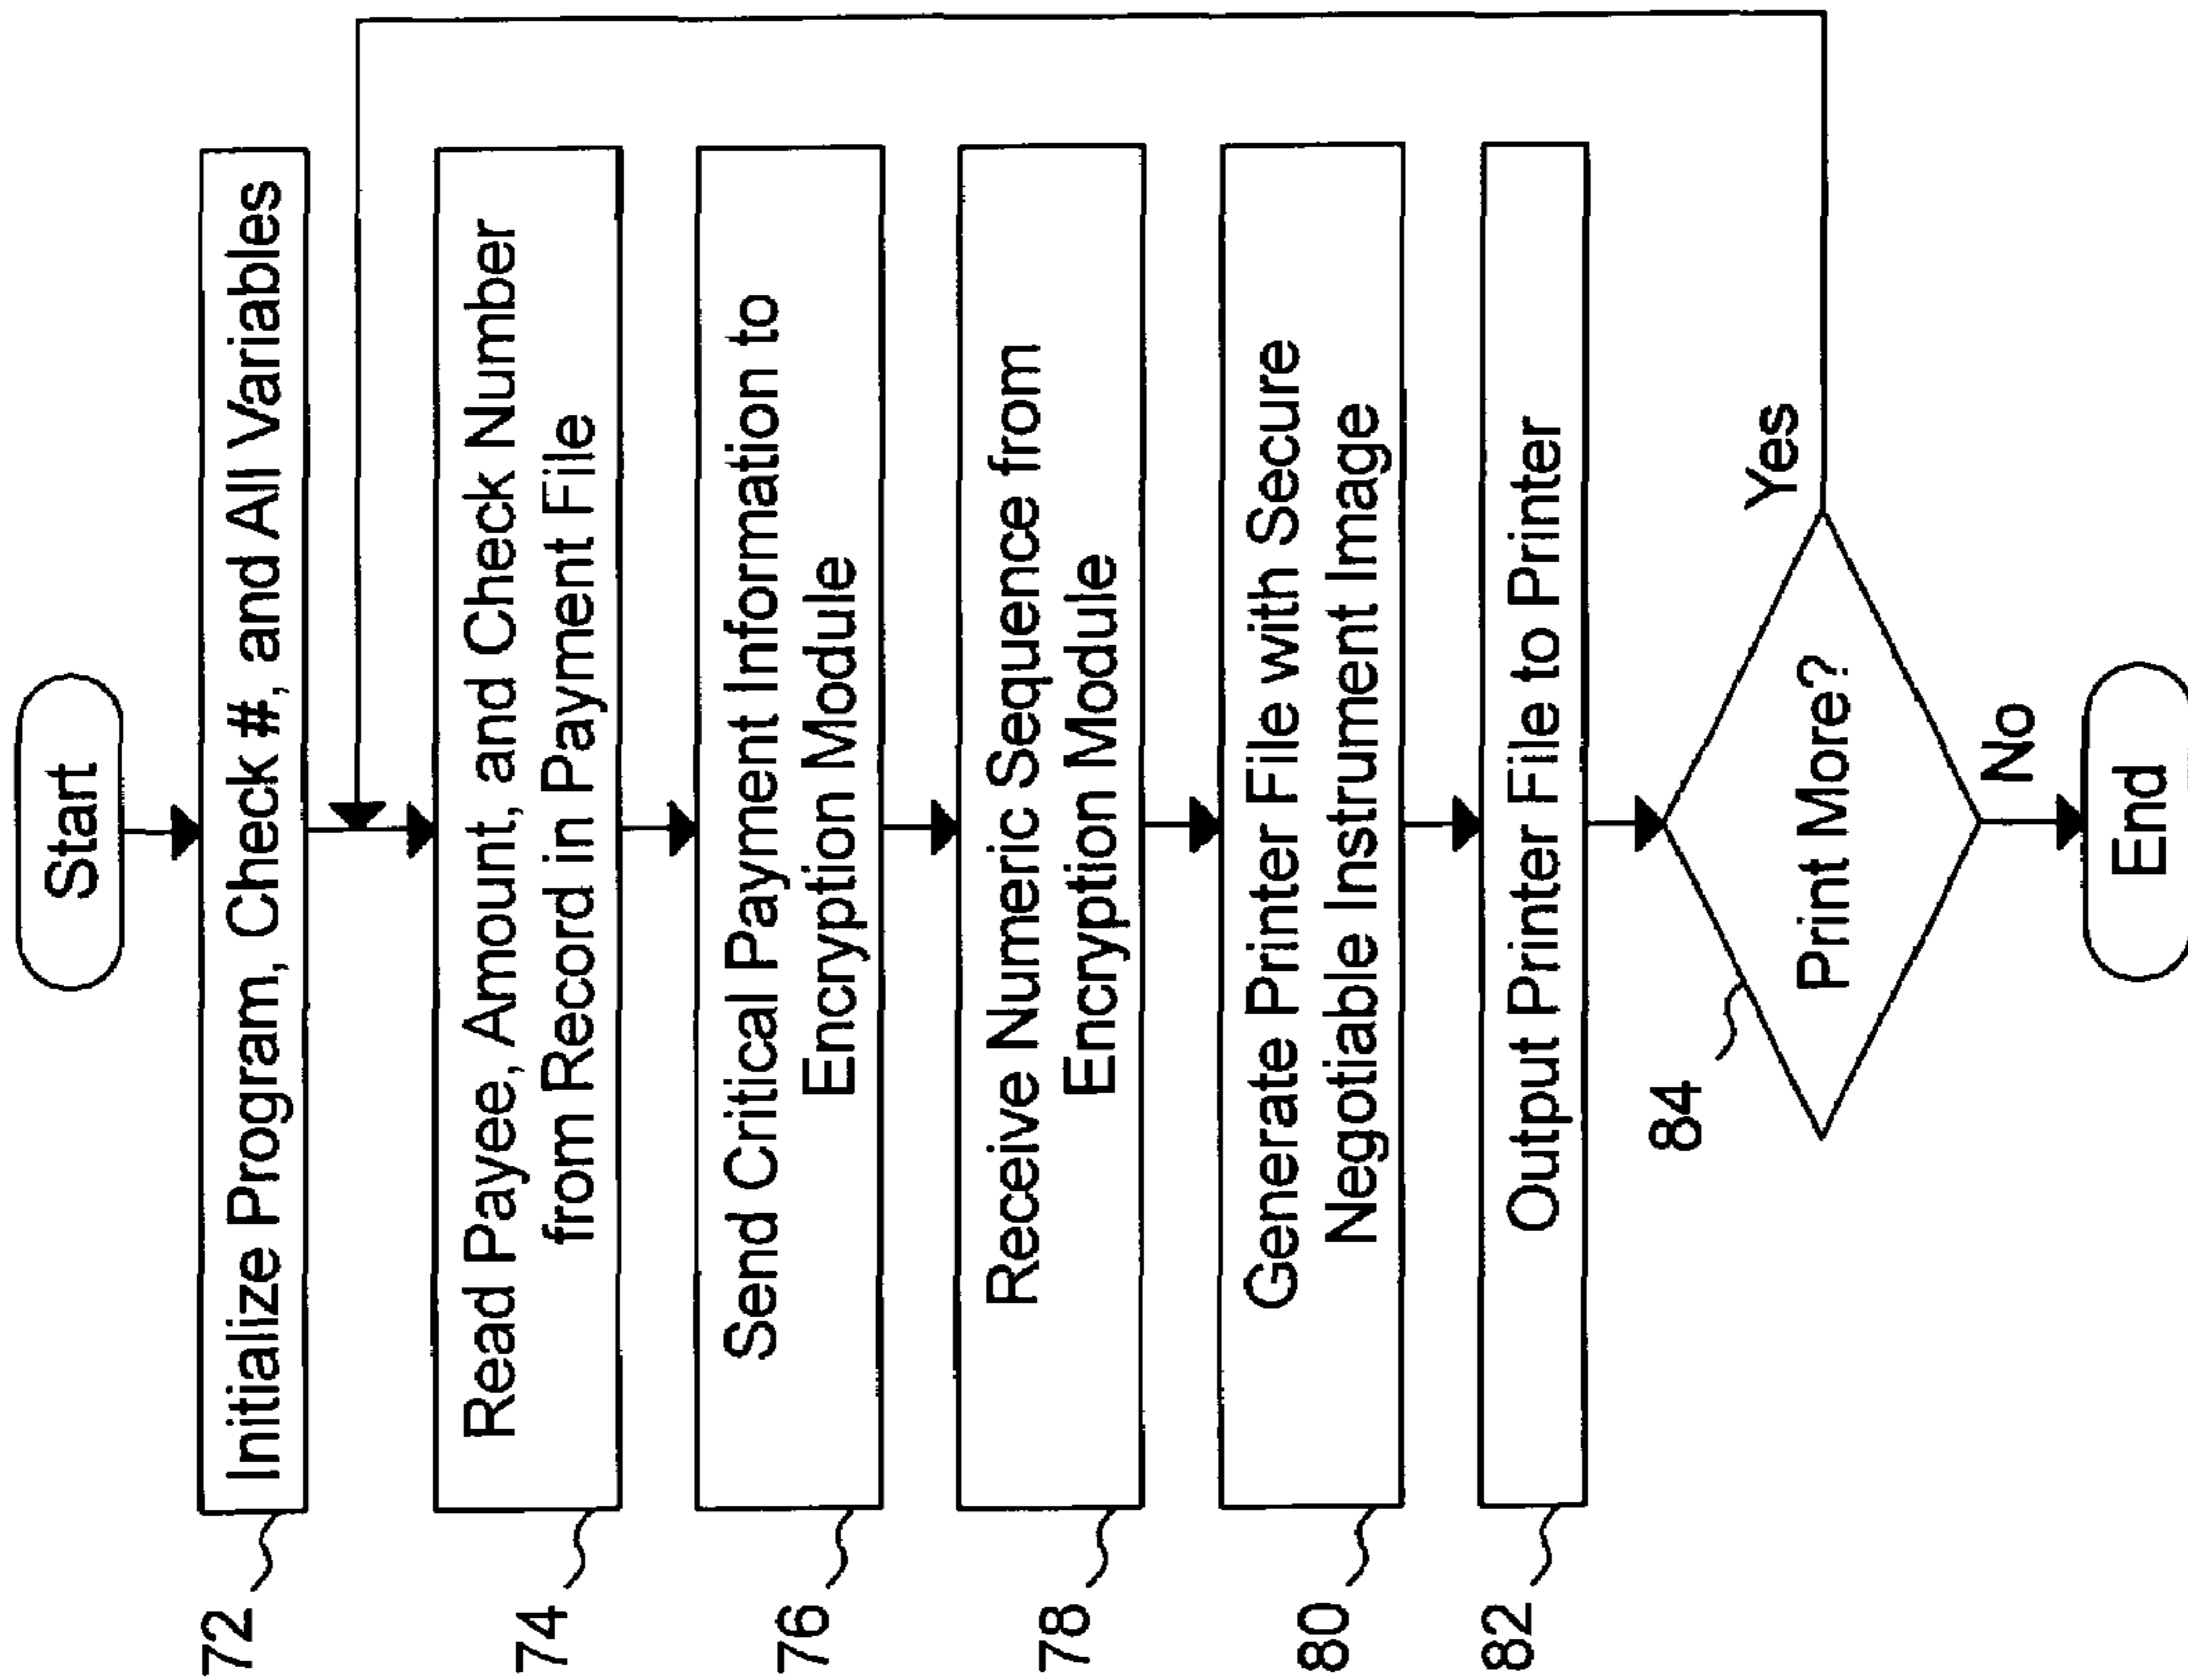 Start
72
Initialize Program, Check #, and All Variables
74
Read Payee, Amount, and Check Number
from Record in Payment File
76
Send Critical Payment Information to
Encryption Module
78
Receive Numeric Sequence from
Encryption Module
80
Generate Printer File with Secure
Negotiable Instrument Image
82
Output Printer File to Printer
84
Print More?
Yes
No
End